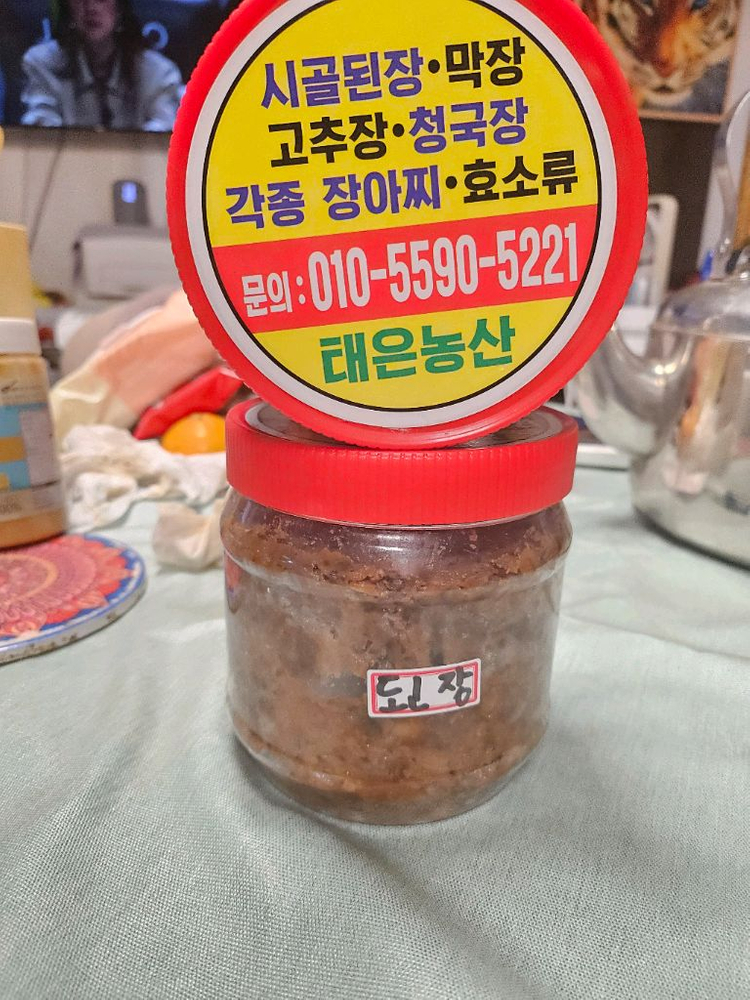 시골된장·막장
고추장·청국장
각종 장아찌·효소류
문의:010-5590-5221
태은농산
된장